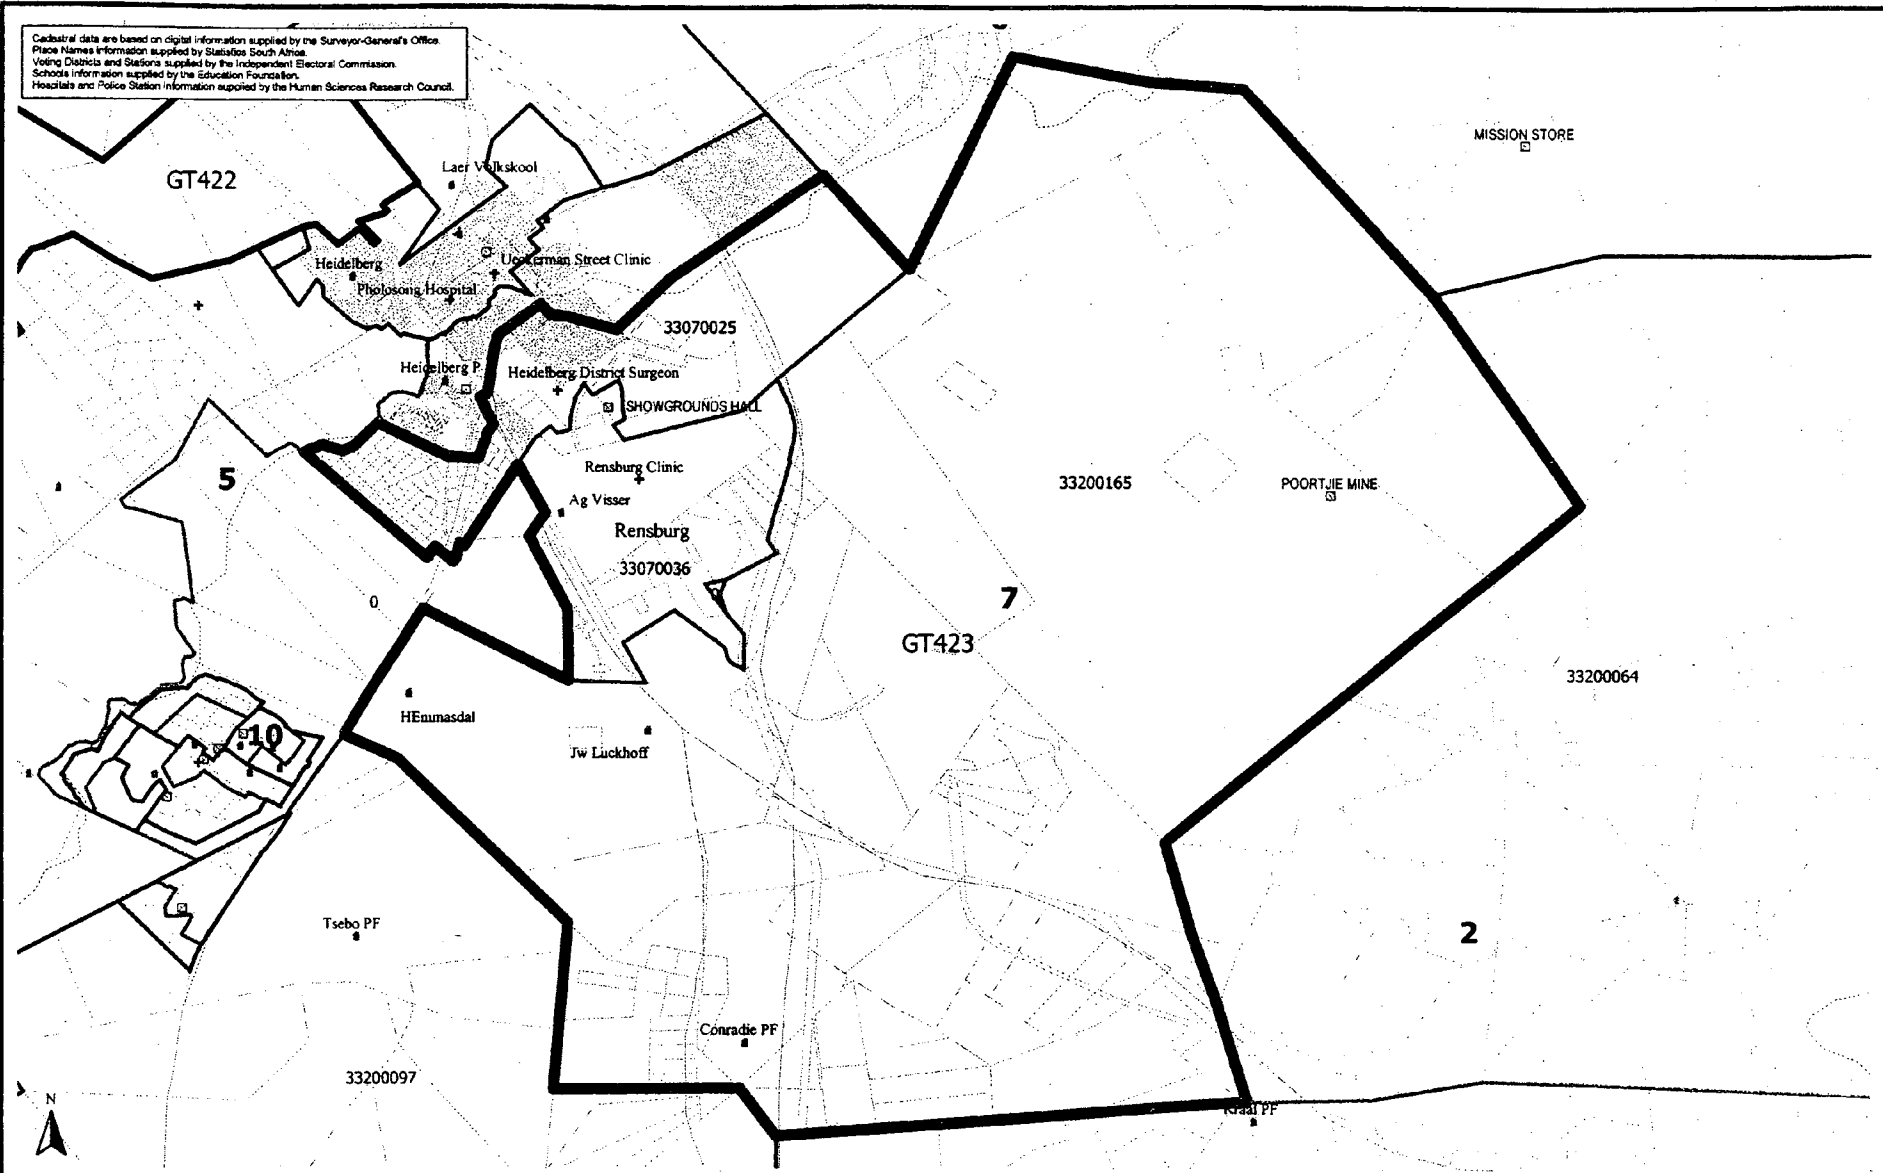 Cadastral data are based on digital information supplied by the Surveyor-General's Office.
Place Names information supplied by Statistics South Africa.
Voting Districts and Stations supplied by the Independent Electoral Commission.
Schools information supplied by the Education Foundation.
Hospitals and Police Station information supplied by the Human Sciences Research Council.
MISSION STORE
Laer Volkskool
GT422
Ueckerman Street Clinic
Heidelberg
Pholosong Hospital
33070025
Heidelberg P
Heidelberg District Surgeon
SHOWGROUNDS HALL
Rensburg Clinic
5
33200165
POORTJIE MINE
Ag Visser
Rensburg
33070036
0
7
GT423
33200064
HEmmasdal
10
Jw Luckhoff
Tsebo PF
2
Conradie PF
33200097
N
Kraal PF